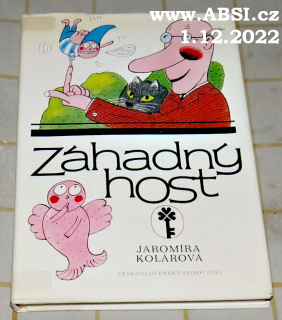 www.ABSI.cz
1.12.2022
Záhadný
host
JAROMÍRA
KOLÁROVÁ
ČESKOSLOVENSKÝ SPISOVATEL